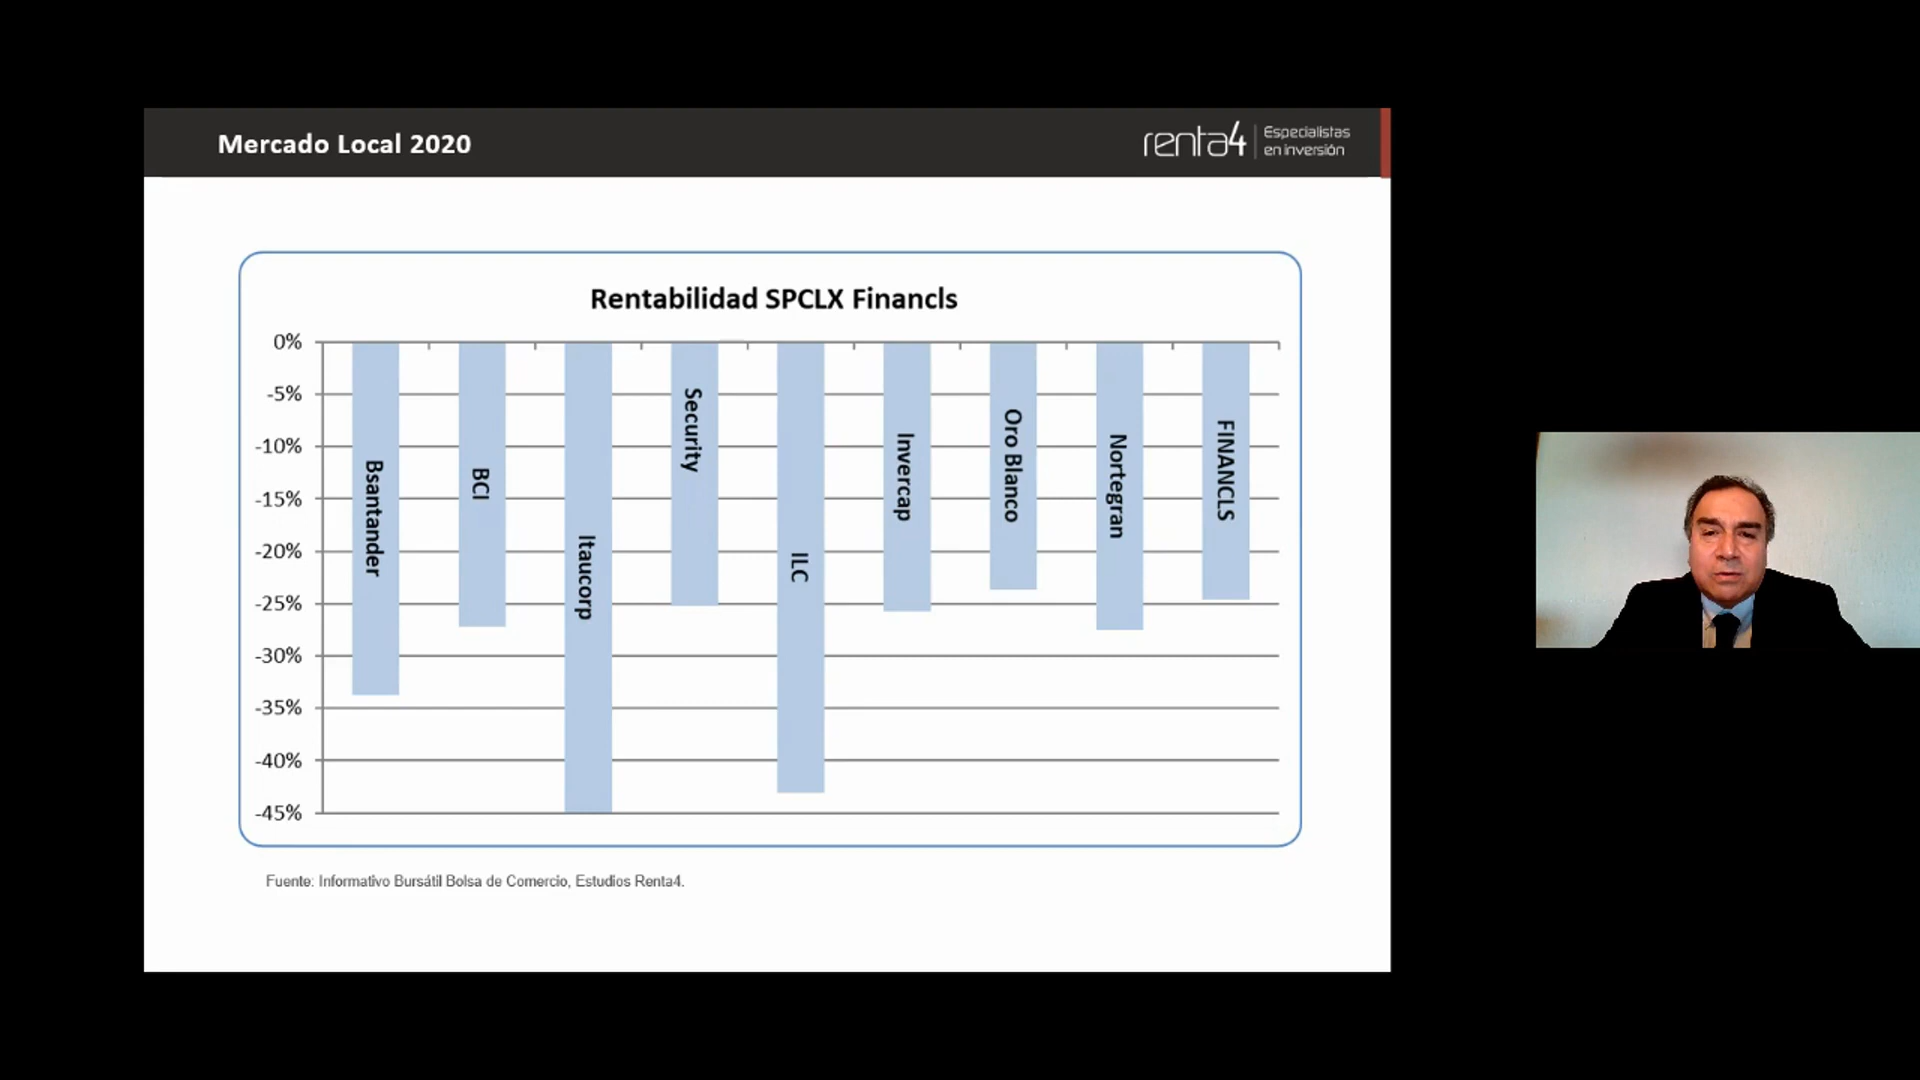 Mercado Local 2020
renta4
Especialistas
en inversión
Rentabilidad SPCLX Financls
0%
-5%
-10%
-15%
-20%
-25%
-30%
-35%
-40%
-45%
Bsantander
BCI
Itaucorp
Security
ILC
Invercap
Oro Blanco
Nortegran
FINANCLS
Fuente: Informativo Bursátil Bolsa de Comercio, Estudios Renta4.